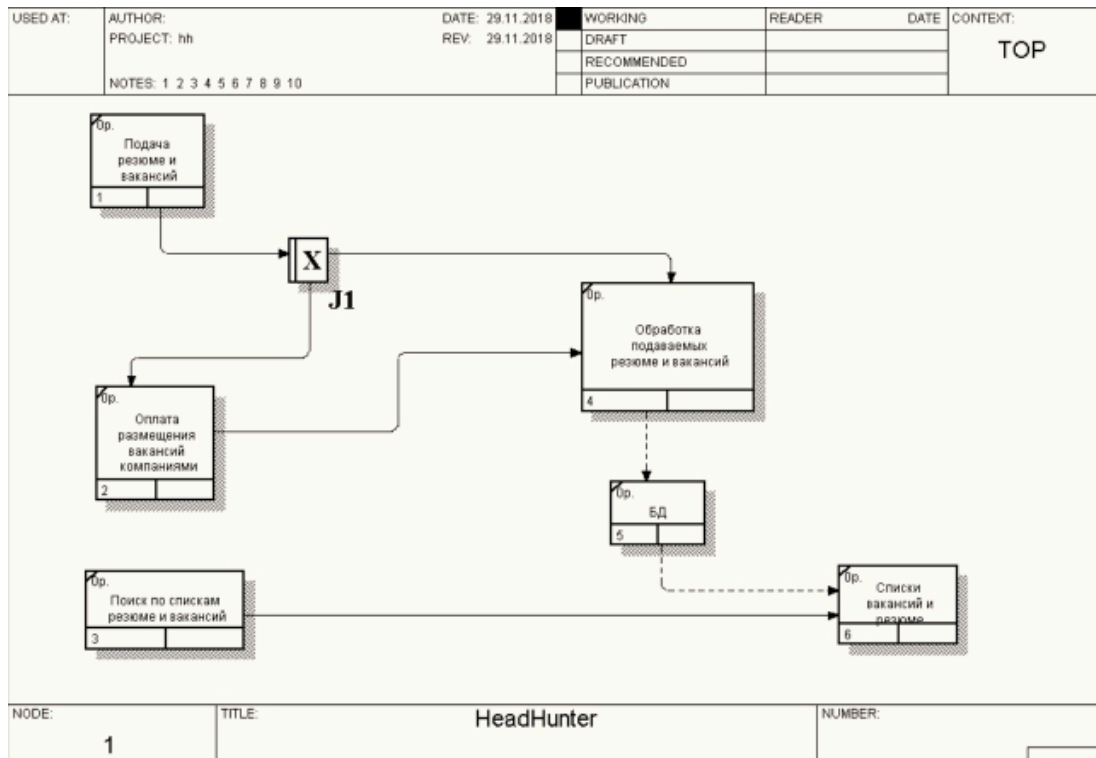 USED AT:
AUTHOR:
DATE: 29.11.2018
PROJECT: hh
REV: 29.11.2018
NOTES: 1 2 3 4 5 6 7 8 9 10
WORKING
DRAFT
RECOMMENDED
PUBLICATION
READER
DATE
CONTEXT:
TOP
0р.
Подача
резюме и
вакансий
1
X
J1
0р.
Обработка
подаваемых
резюме и вакансий
4
0р.
Оплата
размещения
вакансий
компаниями
2
0р.
БД
5
0р.
Поиск по спискам
резюме и вакансий
3
0р.
Списки
вакансий и
резюме
6
NODE:
1
TITLE:
HeadHunter
NUMBER: